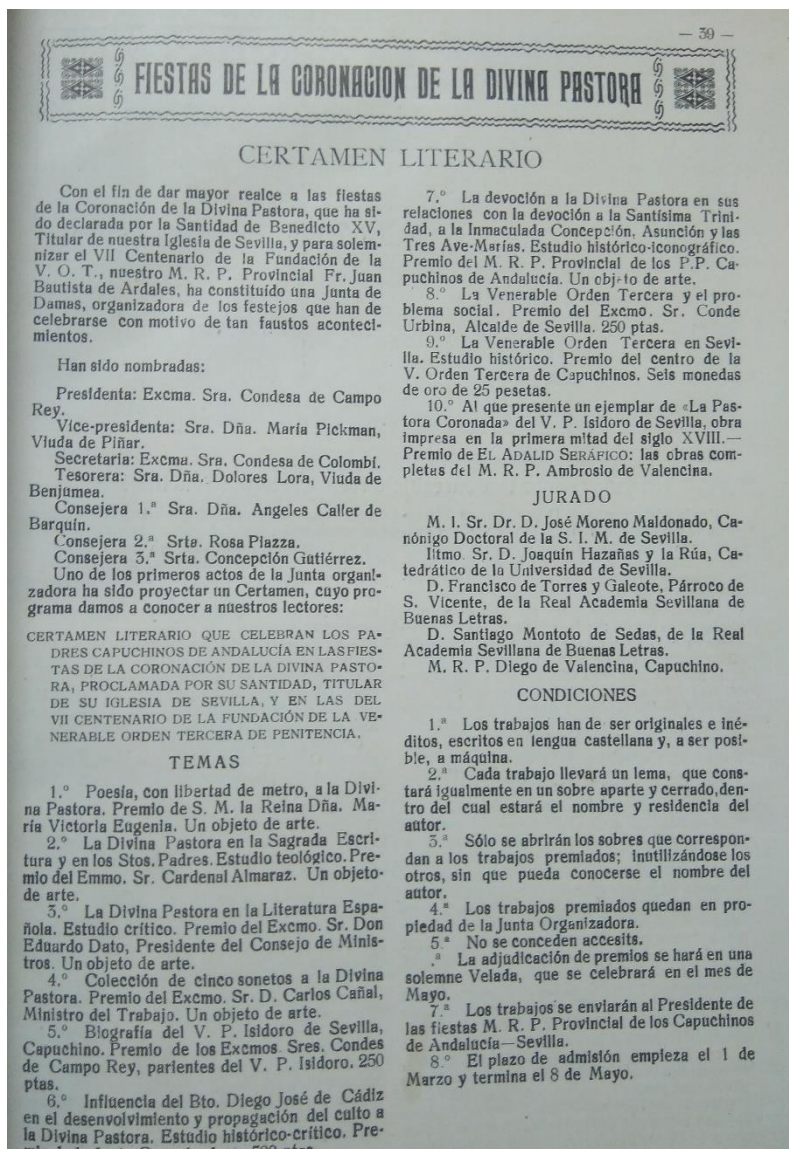 — 39 —
FIESTAS DE LA CORONACION DE LA DIVINA PASTORA
CERTAMEN LITERARIO
Con el fin de dar mayor realce a las fiestas
de la Coronación de la Divina Pastora, que ha si-
do declarada por la Santidad de Benedicto XV,
Titular de nuestra Iglesia de Sevilla, y para solem-
nizar el VII Centenario de la Fundación de la
V. O. T., nuestro M. R. P. Provincial Fr. Juan
Bautista de Ardales, ha constituído una Junta de
Damas, organizadora de los festejos que han de
celebrarse con motivo de tan faustos aconteci-
mientos.
Han sido nombradas:
Presidenta: Excma. Sra. Condesa de Campo
Rey.
Vice-presidenta: Sra. Dña. María Pickman,
Viuda de Piñar.
Secretaria: Excma. Sra. Condesa de Colombí.
Tesorera: Sra. Dña. Dolores Lora, Viuda de
Benjumea.
Consejera 1.ª Sra. Dña. Angeles Caller de
Barquín.
Consejera 2.ª Srta. Rosa Piazza.
Consejera 3.ª Srta. Concepción Gutiérrez.
Uno de los primeros actos de la Junta organi-
zadora ha sido proyectar un Certamen, cuyo pro-
grama damos a conocer a nuestros lectores:
CERTAMEN LITERARIO QUE CELEBRAN LOS PA-
DRES CAPUCHINOS DE ANDALUCÍA EN LAS FIES-
TAS DE LA CORONACIÓN DE LA DIVINA PASTO-
RA, PROCLAMADA POR SU SANTIDAD, TITULAR
DE SU IGLESIA DE SEVILLA, Y EN LAS DEL
VII CENTENARIO DE LA FUNDACIÓN DE LA VE-
NERABLE ORDEN TERCERA DE PENITENCIA.
TEMAS
1.º Poesía, con libertad de metro, a la Divi-
na Pastora. Premio de S. M. la Reina Dña. Ma-
ría Victoria Eugenia. Un objeto de arte.
2.º La Divina Pastora en la Sagrada Escri-
tura y en los Stos. Padres. Estudio teológico. Pre-
mio del Emmo. Sr. Cardenal Almaraz. Un objeto-
de arte.
3.º La Divina Pastora en la Literatura Espa-
ñola. Estudio crítico. Premio del Excmo. Sr. Don
Eduardo Dato, Presidente del Consejo de Minis-
tros. Un objeto de arte.
4.º Colección de cinco sonetos a la Divina
Pastora. Premio del Excmo. Sr. D. Carlos Cañal,
Ministro del Trabajo. Un objeto de arte.
5.º Biografía del V. P. Isidoro de Sevilla,
Capuchino. Premio de los Excmos. Sres. Condes
de Campo Rey, parientes del V. P. Isidoro. 250
ptas.
6.º Influencia del Bto. Diego José de Cádiz
en el desenvolvimiento y propagación del culto a
la Divina Pastora. Estudio histórico-crítico. Pre-
7.º La devoción a la Divina Pastora en sus
relaciones con la devoción a la Santísima Trini-
dad, a la Inmaculada Concepción, Asunción y las
Tres Ave-Marías. Estudio histórico-iconográfico.
Premio del M. R. P. Provincial de los P.P. Ca-
puchinos de Andalucía. Un objeto de arte.
8.º La Venerable Orden Tercera y el pro-
blema social. Premio del Excmo. Sr. Conde
Urbina, Alcalde de Sevilla. 250 ptas.
9.º La Venerable Orden Tercera en Sevi-
lla. Estudio histórico. Premio del centro de la
V. Orden Tercera de Capuchinos. Seis monedas
de oro de 25 pesetas.
10.º Al que presente un ejemplar de «La Pas-
tora Coronada» del V. P. Isidoro de Sevilla, obra
impresa en la primera mitad del siglo XVIII.—
Premio de EL ADALID SERÁFICO: las obras com-
pletas del M. R. P. Ambrosio de Valencina.
JURADO
M. I. Sr. Dr. D. José Moreno Maldonado, Ca-
nónigo Doctoral de la S. I. M. de Sevilla.
Iltmo. Sr. D. Joaquín Hazañas y la Rúa, Ca-
tedrático de la Universidad de Sevilla.
D. Francisco de Torres y Galeote, Párroco de
S. Vicente, de la Real Academia Sevillana de
Buenas Letras.
D. Santiago Montoto de Sedas, de la Real
Academia Sevillana de Buenas Letras.
M. R. P. Diego de Valencina, Capuchino.
CONDICIONES
1.ª Los trabajos han de ser originales e iné-
ditos, escritos en lengua castellana y, a ser posi-
ble, a máquina.
2.ª Cada trabajo llevará un lema, que cons-
tará igualmente en un sobre aparte y cerrado,den-
tro del cual estará el nombre y residencia del
autor.
3.ª Sólo se abrirán los sobres que correspon-
dan a los trabajos premiados; inutilizándose los
otros, sin que pueda conocerse el nombre del
autor.
4.ª Los trabajos premiados quedan en pro-
piedad de la Junta Organizadora.
5.ª No se conceden accesits.
.ª La adjudicación de premios se hará en una
solemne Velada, que se celebrará en el mes de
Mayo.
7.ª Los trabajos se enviarán al Presidente de
las fiestas M. R. P. Provincial de los Capuchinos
de Andalucía—Sevilla.
8.º El plazo de admisión empieza el 1 de
Marzo y termina el 8 de Mayo.